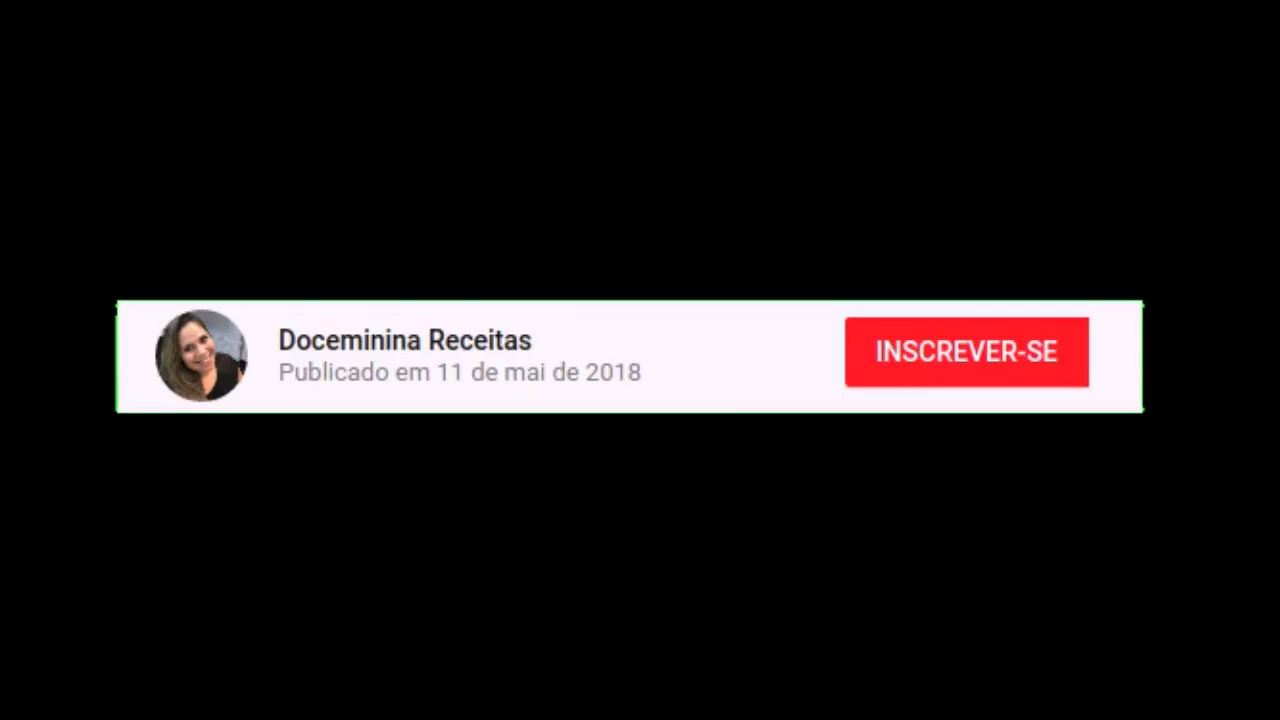 Doceminina Receitas
Publicado em 11 de mai de 2018
INSCREVER-SE